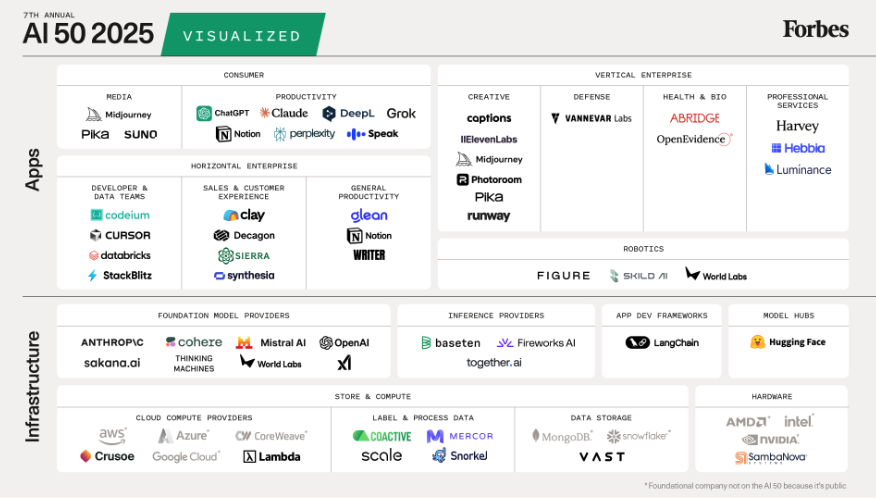 7TH ANNUAL
AI 50 2025
VISUALIZED
Forbes
Apps
CONSUMER
MEDIA
Midjourney
Pika SUNO
PRODUCTIVITY
ChatGPT Claude DeepL Grok
Notion perplexity Speak
HORIZONTAL ENTERPRISE
DEVELOPER &
DATA TEAMS
codeium
CURSOR
databricks
StackBlitz
SALES & CUSTOMER
EXPERIENCE
clay
Decagon
SIERRA
synthesia
GENERAL
PRODUCTIVITY
glean
Notion
WRITER
VERTICAL ENTERPRISE
CREATIVE
captions
IIElevenLabs
Midjourney
Photoroom
Pika
runway
DEFENSE
VANNEVAR Labs
HEALTH & BIO
ABRIDGE
OpenEvidence*
PROFESSIONAL
SERVICES
Harvey
Hebbia
Luminance
ROBOTICS
FIGURE SKILD AI World Labs
Infrastructure
FOUNDATION MODEL PROVIDERS
ANTHROP\C cohere Mistral AI OpenAI
sakana.ai THINKING MACHINES World Labs xAI
INFERENCE PROVIDERS
baseten Fireworks AI
together.ai
APP DEV FRAMEWORKS
LangChain
MODEL HUBS
Hugging Face
STORE & COMPUTE
CLOUD COMPUTE PROVIDERS
aws* Azure* CoreWeave*
Crusoe Google Cloud* Lambda
LABEL & PROCESS DATA
COACTIVE MERCOR
scale Snorkel
DATA STORAGE
MongoDB* snowflake*
VAST
HARDWARE
AMD* intel*
NVIDIA*
SambaNova*
SYSTEMS
*Foundational company not on the AI 50 because it's public